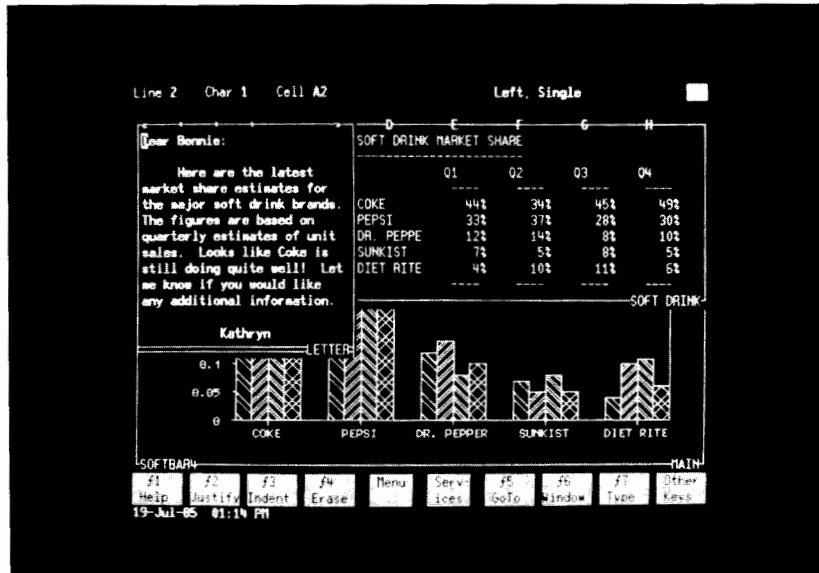 Line 2 Char 1 Cell A2 Left, Single
D E F G H
Dear Bonnie:
Here are the latest
market share estimates for
the major soft drink brands.
The figures are based on
quarterly estimates of unit
sales. Looks like Coke is
still doing quite well! Let
me know if you would like
any additional information.
Kathryn
LETTER
SOFT DRINK MARKET SHARE
Q1 Q2 Q3 Q4
COKE 44% 34% 45% 49%
PEPSI 33% 37% 28% 30%
DR. PEPPE 12% 14% 8% 10%
SUNKIST 7% 5% 8% 5%
DIET RITE 4% 10% 11% 6%
SOFT DRINK
0.1
0.05
0
COKE PEPSI DR. PEPPER SUNKIST DIET RITE
SOFTBAR4 MAIN
f1 f2 f3 f4 Menu Serv- f5 f6 f7 Other
Help Justify Indent Erase ices GoTo Window Type Keys
19-Jul-85 01:14 PM